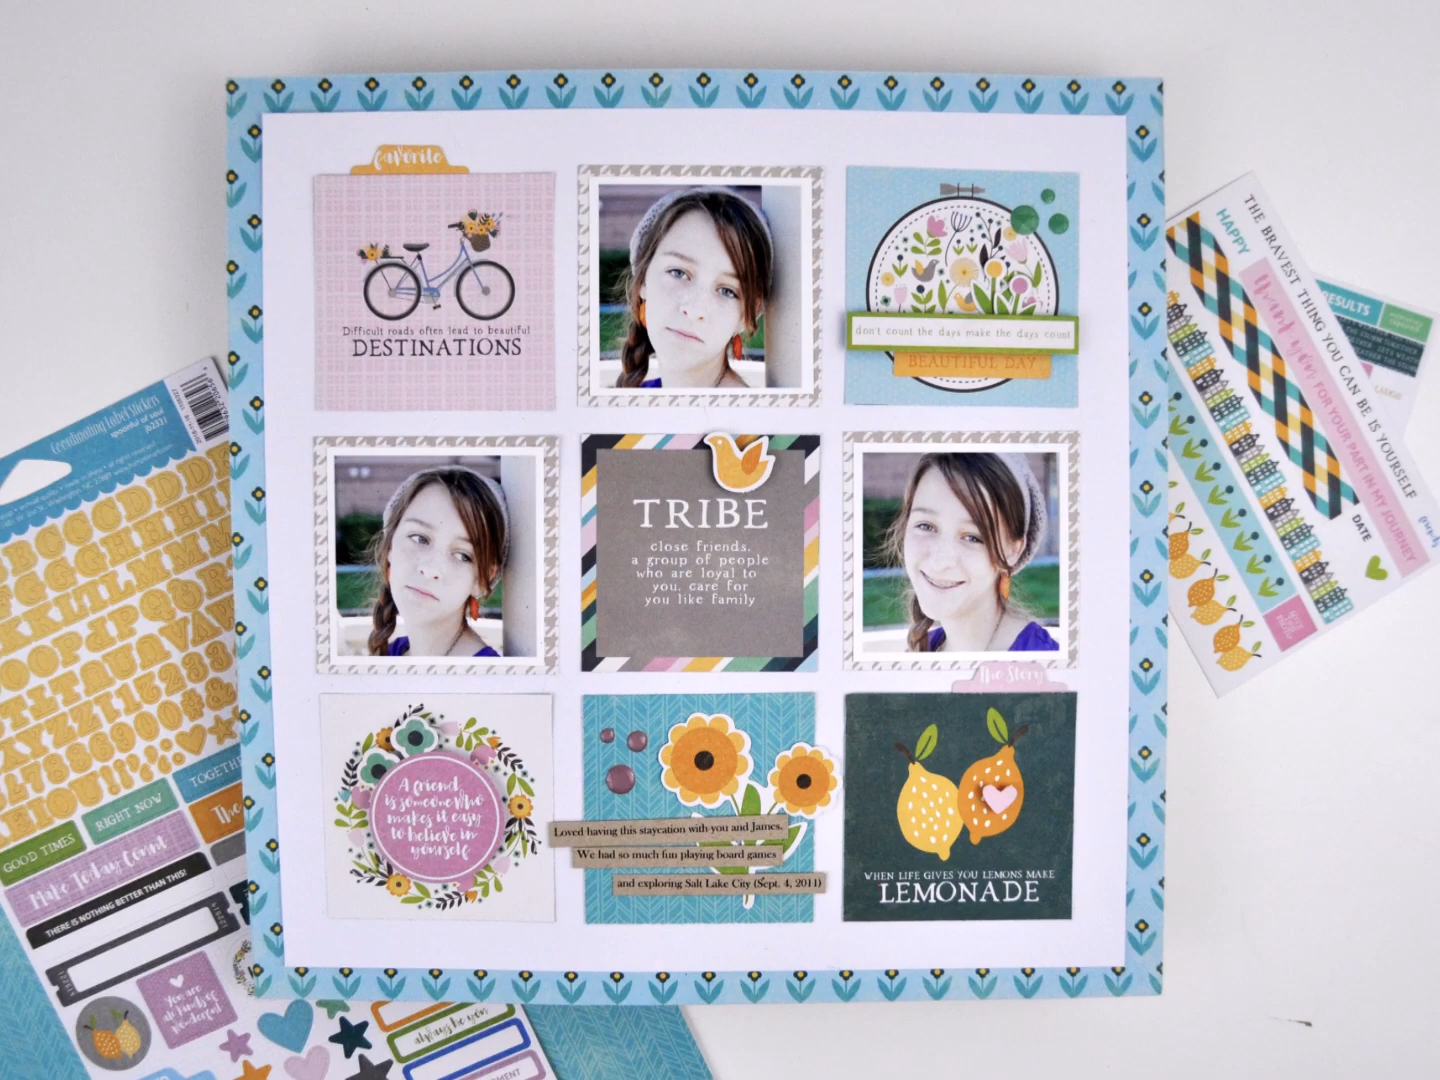 favorite
Difficult roads often lead to beautiful
DESTINATIONS
don't count the days make the days count
BEAUTIFUL DAY
TRIBE
close friends,
a group of people
who are loyal to
you, care for
you like family
The Story
A friend
is someone who
makes it easy
to believe in
yourself
Loved having this staycation with you and James.
We had so much fun playing board games
and exploring Salt Lake City (Sept. 4, 2011)
WHEN LIFE GIVES YOU LEMONS MAKE
LEMONADE
Coordinating Label Stickers
spoonful of soul
GOOD TIMES
RIGHT NOW
TOGETHE
The
Make Today Count
THERE IS NOTHING BETTER THAN THIS!
You are
all kinds of
wonderful
always be you
THE BRAVEST THING YOU CAN BE IS YOURSELF
HAPPY
thank you FOR YOUR PART IN MY JOURNEY
DATE
RESULTS